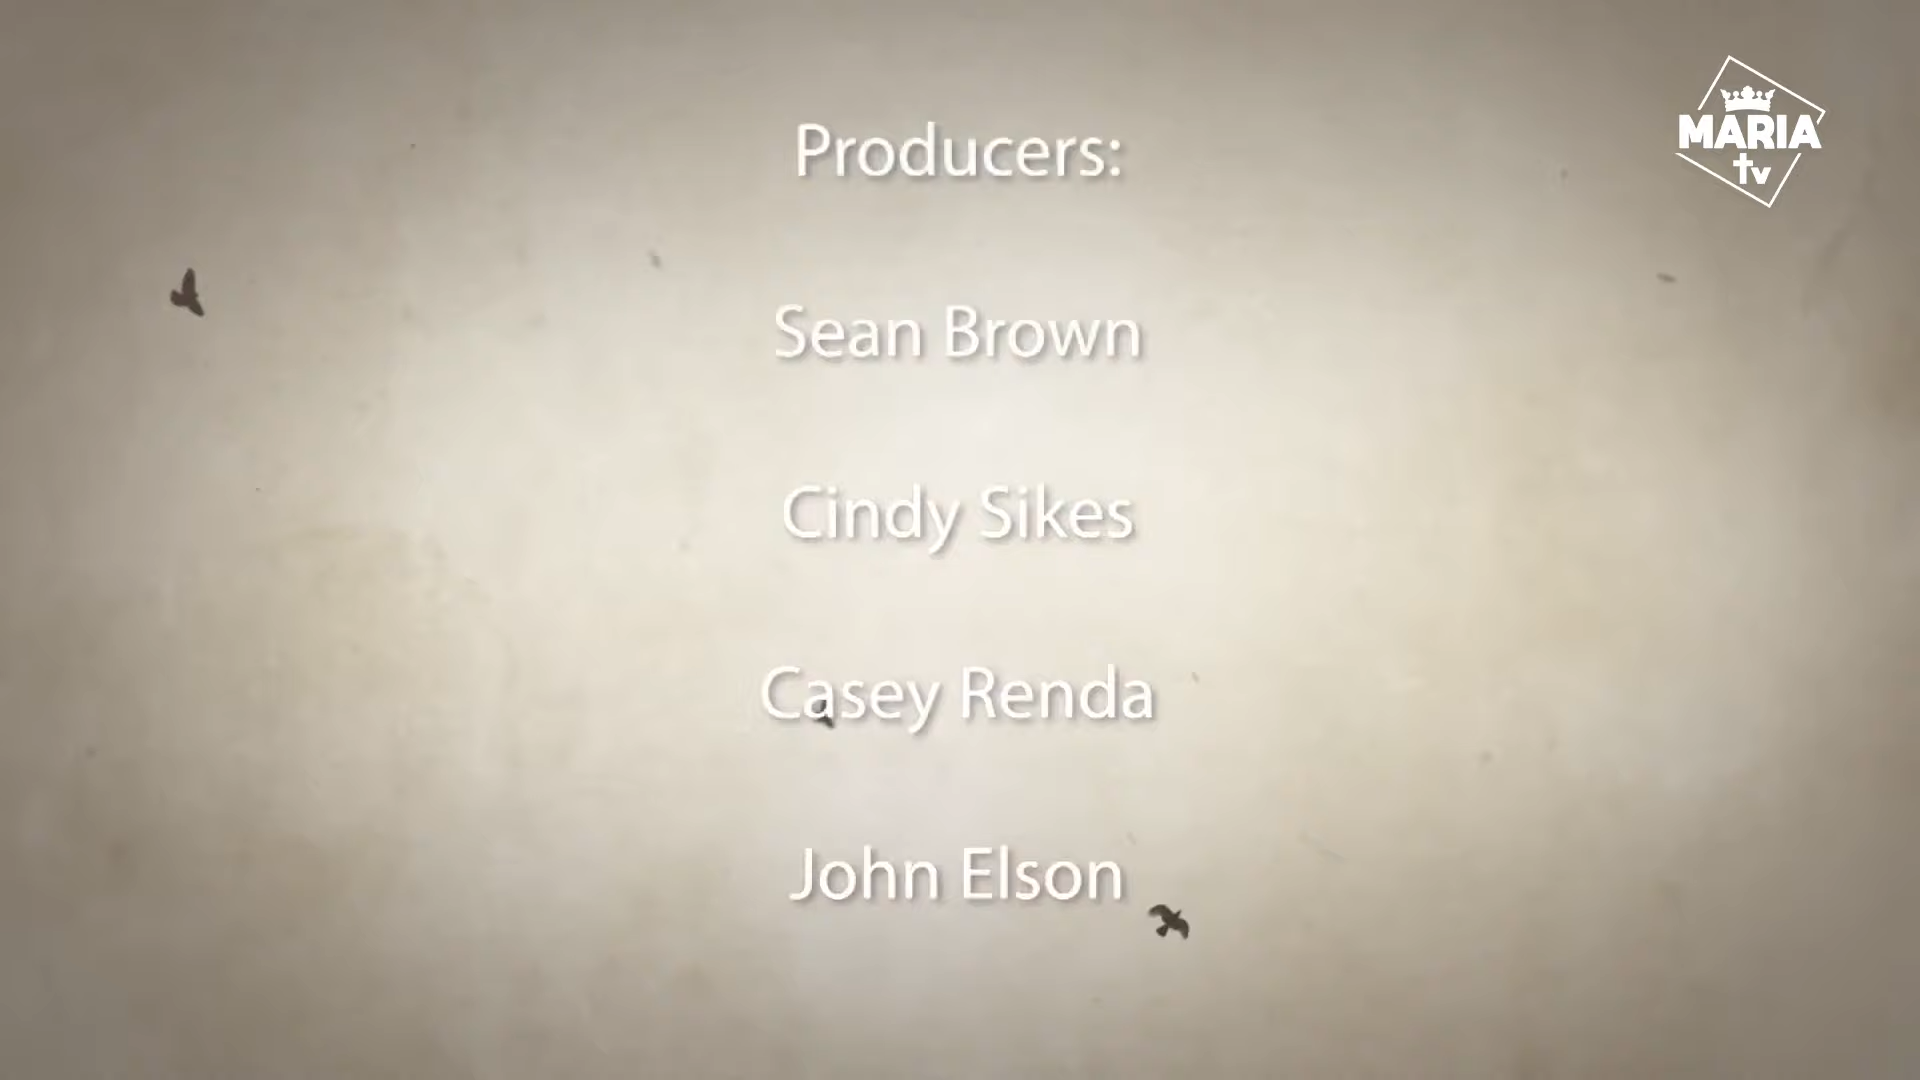 Producers:
MARIA
tv
Sean Brown
Cindy Sikes
Casey Renda
John Elson